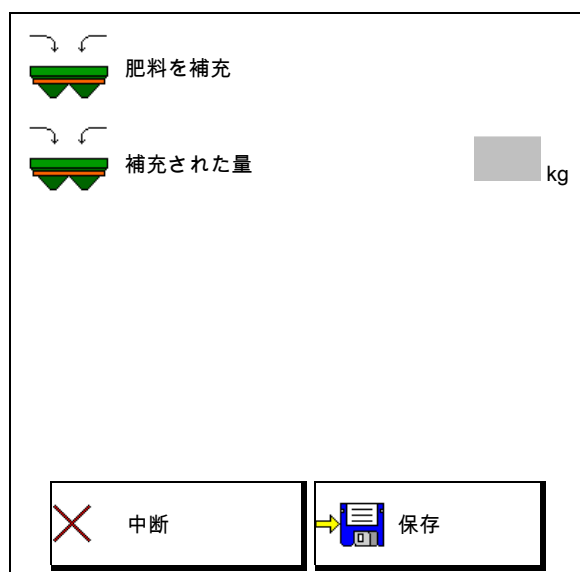 肥料を補充
補充された量
kg
中断
保存